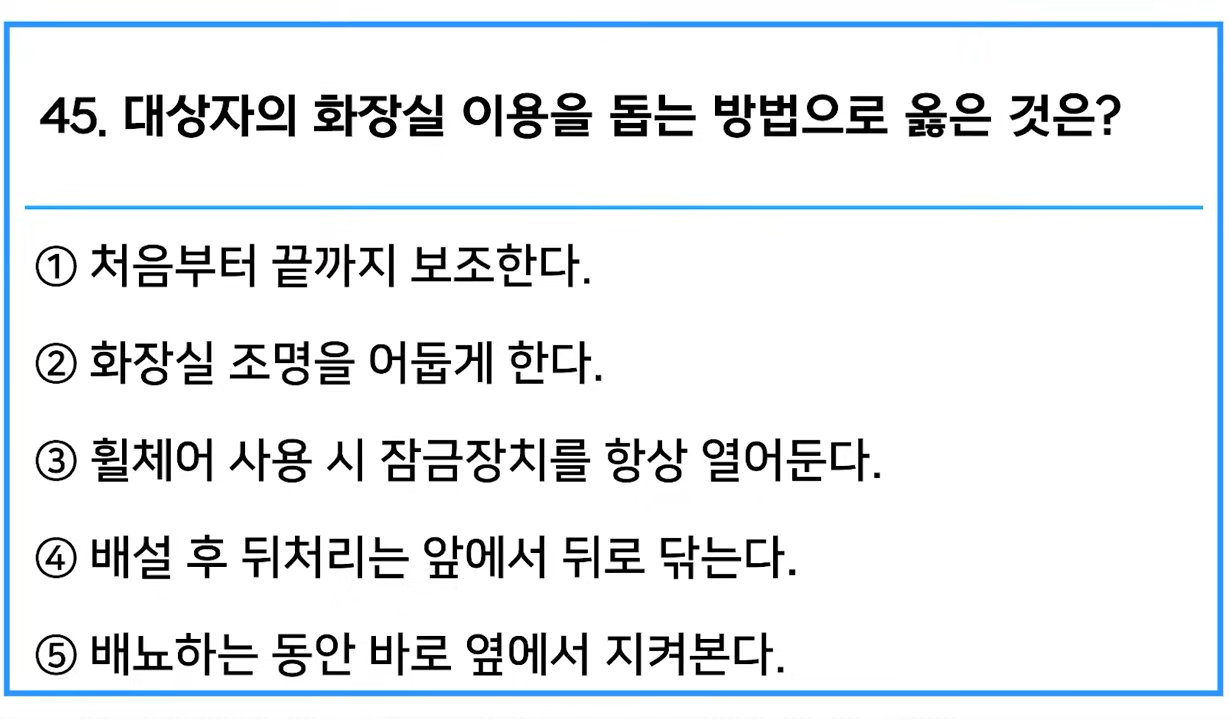 45. 대상자의 화장실 이용을 돕는 방법으로 옳은 것은?
① 처음부터 끝까지 보조한다.
② 화장실 조명을 어둡게 한다.
③ 휠체어 사용 시 잠금장치를 항상 열어둔다.
④ 배설 후 뒤처리는 앞에서 뒤로 닦는다.
⑤ 배뇨하는 동안 바로 옆에서 지켜본다.